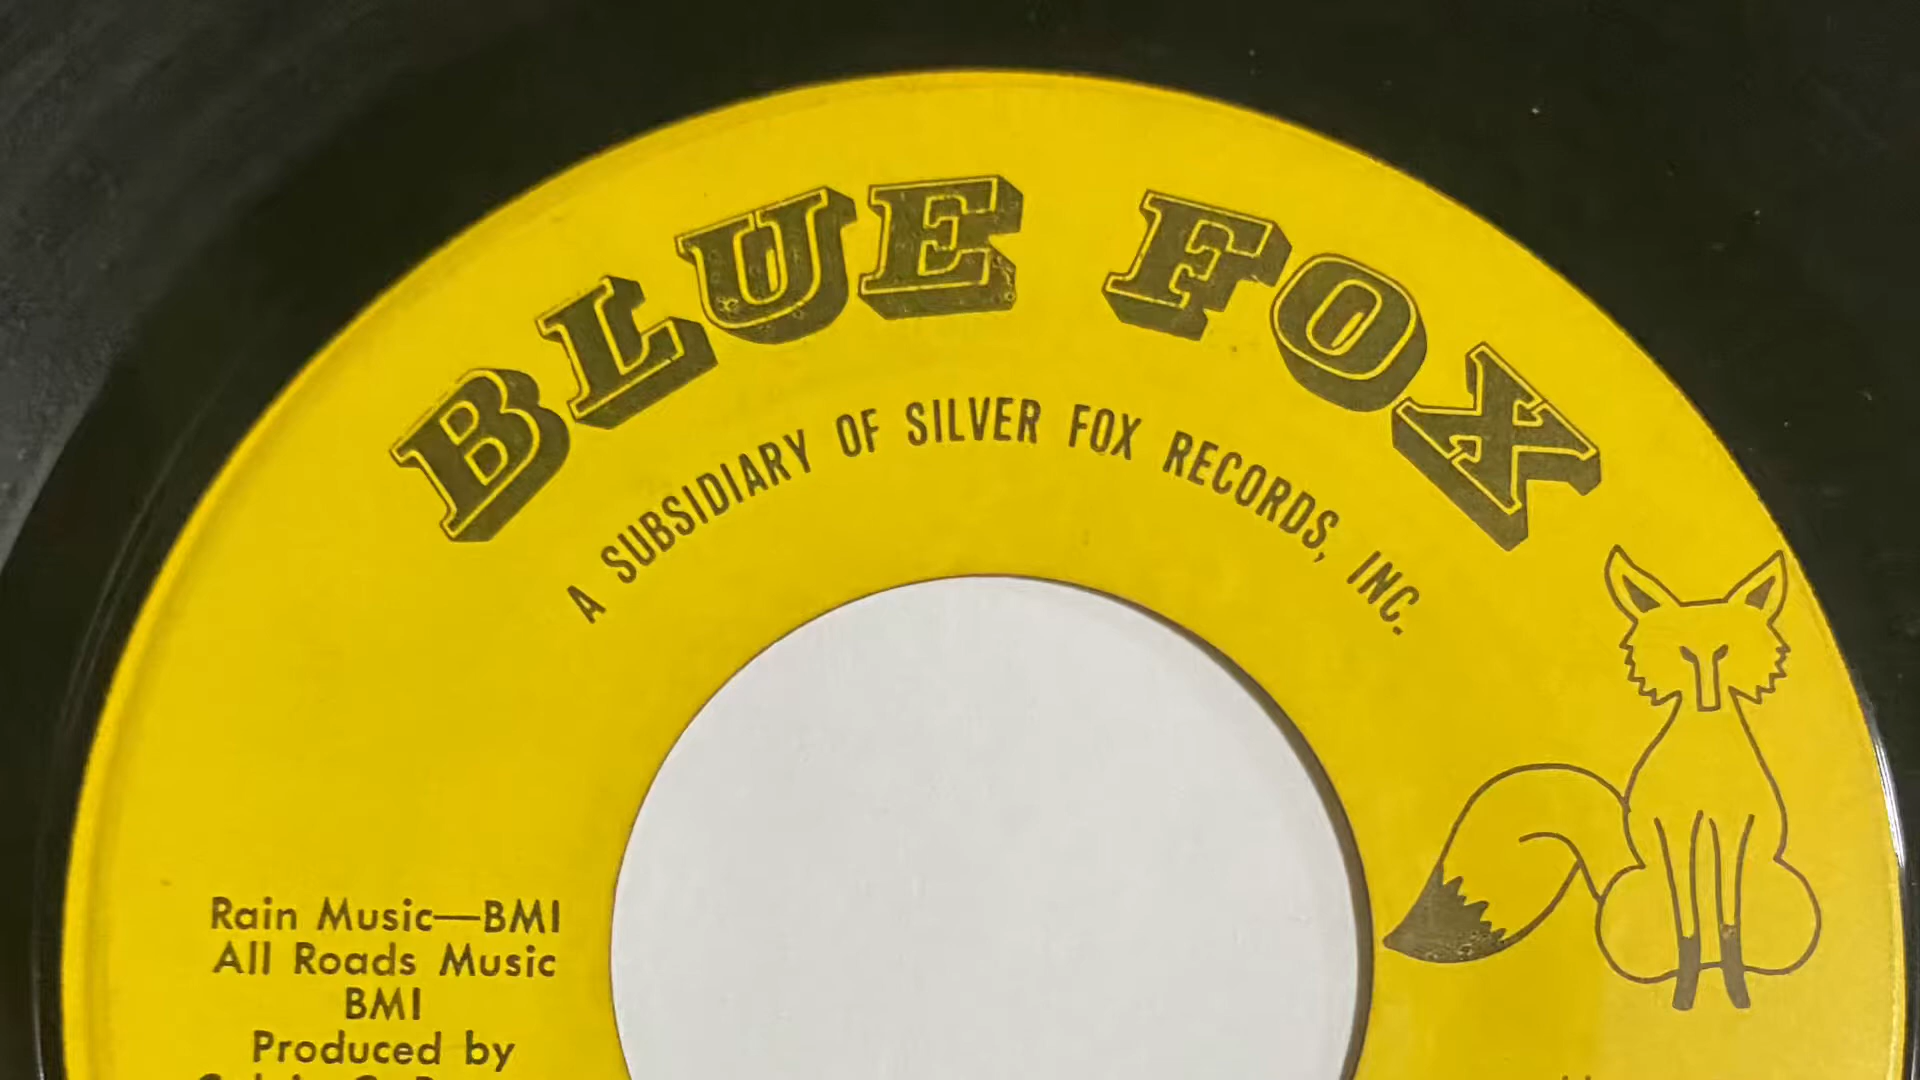 BLUE FOX
A SUBSIDIARY OF SILVER FOX RECORDS, INC.
Rain Music—BMI
All Roads Music
BMI
Produced by